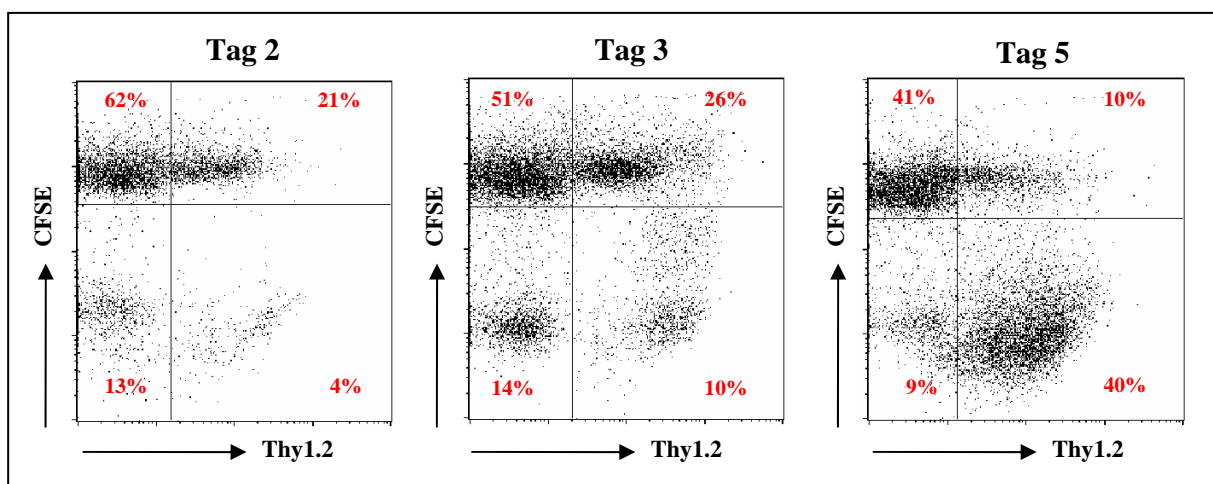 Tag 2
Tag 3
Tag 5
62% 21%
51% 26%
41% 10%
CFSE
CFSE
CFSE
13% 4%
14% 10%
9% 40%
Thy1.2
Thy1.2
Thy1.2